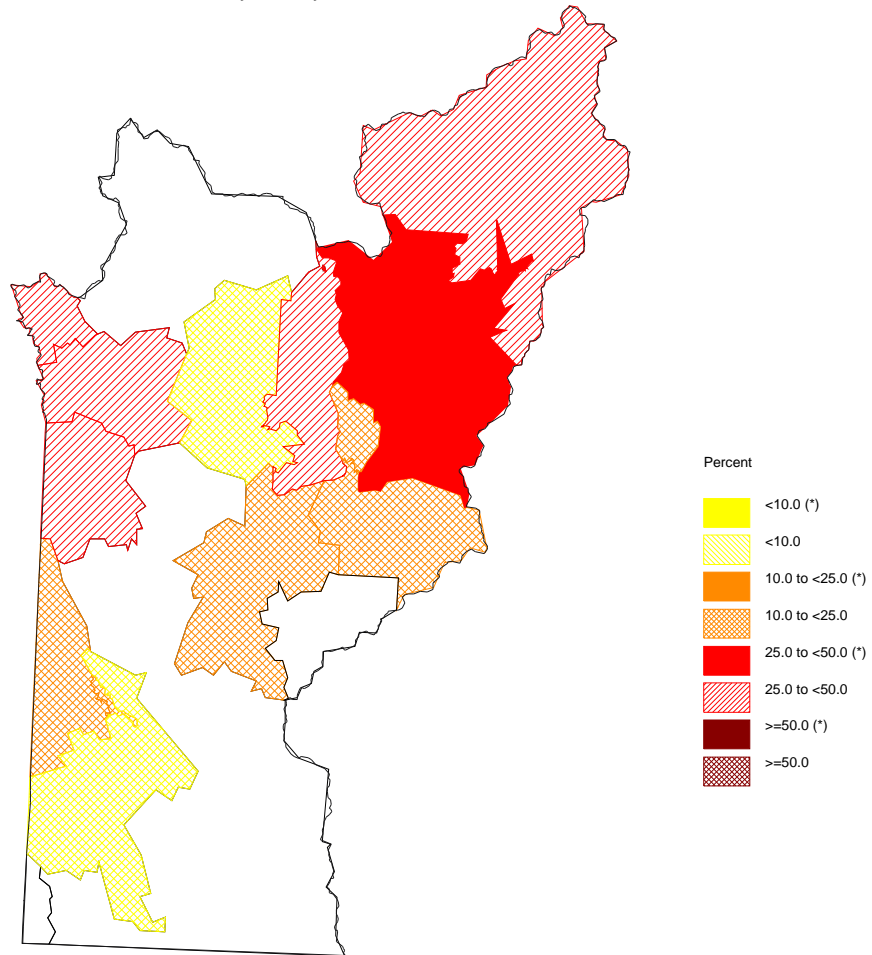 Percent
<10.0 (*)
<10.0
10.0 to <25.0 (*)
10.0 to <25.0
25.0 to <50.0 (*)
25.0 to <50.0
>=50.0 (*)
>=50.0